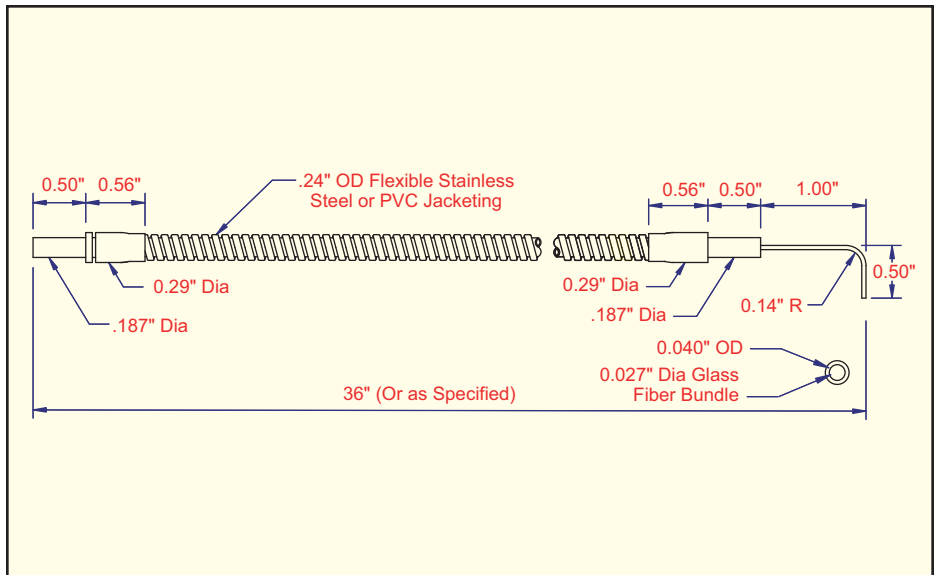 0.50"
0.56"
.24" OD Flexible Stainless
Steel or PVC Jacketing
0.56"
0.50"
1.00"
0.29" Dia
.187" Dia
0.29" Dia
.187" Dia
0.14" R
0.50"
0.040" OD
0.027" Dia Glass
Fiber Bundle
36" (Or as Specified)